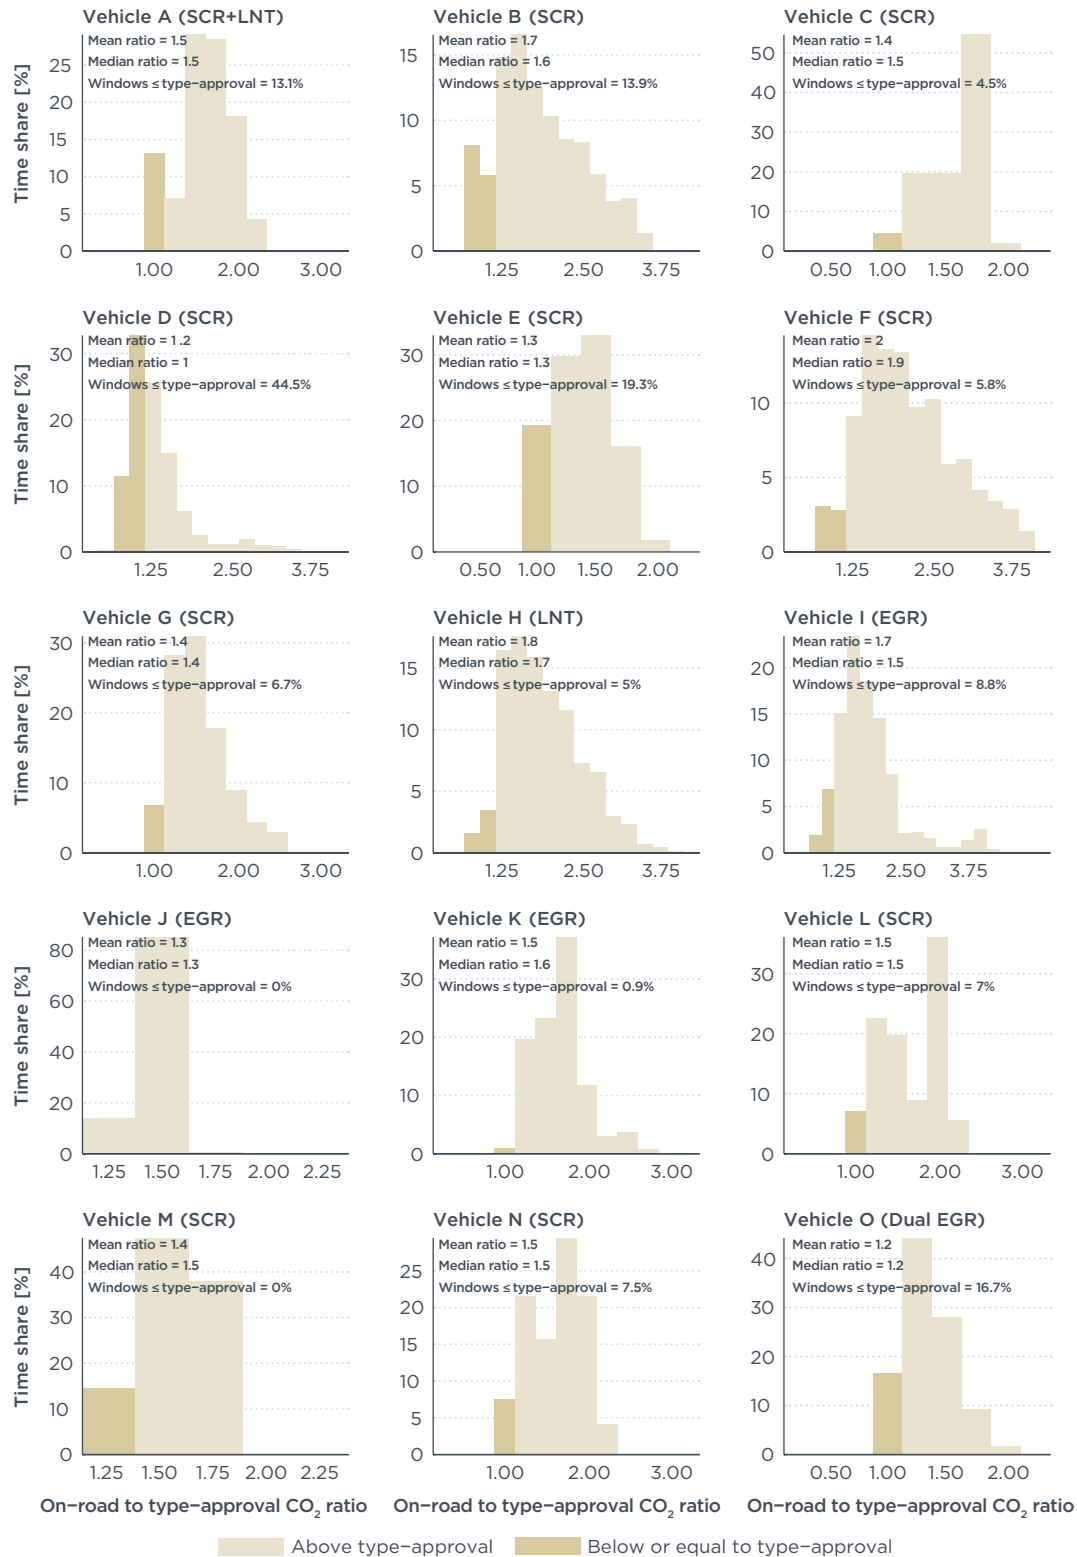 Vehicle A (SCR+LNT)
Mean ratio = 1.5
Median ratio = 1.5
Windows ≤ type−approval = 13.1%
Time share [%]
25
20
15
10
5
0
1.00 2.00 3.00
Vehicle B (SCR)
Mean ratio = 1.7
Median ratio = 1.6
Windows ≤ type−approval = 13.9%
15
10
5
0
1.25 2.50 3.75
Vehicle C (SCR)
Mean ratio = 1.4
Median ratio = 1.5
Windows ≤ type−approval = 4.5%
50
40
30
20
10
0
0.50 1.00 1.50 2.00
Vehicle D (SCR)
Mean ratio = 1 .2
Median ratio = 1
Windows ≤ type−approval = 44.5%
Time share [%]
30
20
10
0
1.25 2.50 3.75
Vehicle E (SCR)
Mean ratio = 1.3
Median ratio = 1.3
Windows ≤ type−approval = 19.3%
30
20
10
0
0.50 1.00 1.50 2.00
Vehicle F (SCR)
Mean ratio = 2
Median ratio = 1.9
Windows ≤ type−approval = 5.8%
10
5
0
1.25 2.50 3.75
Vehicle G (SCR)
Mean ratio = 1.4
Median ratio = 1.4
Windows ≤ type−approval = 6.7%
Time share [%]
30
20
10
0
1.00 2.00 3.00
Vehicle H (LNT)
Mean ratio = 1.8
Median ratio = 1.7
Windows ≤ type−approval = 5%
15
10
5
0
1.25 2.50 3.75
Vehicle I (EGR)
Mean ratio = 1.7
Median ratio = 1.5
Windows ≤ type−approval = 8.8%
20
15
10
5
0
1.25 2.50 3.75
Vehicle J (EGR)
Mean ratio = 1.3
Median ratio = 1.3
Windows ≤ type−approval = 0%
Time share [%]
80
60
40
20
0
1.25 1.50 1.75 2.00 2.25
Vehicle K (EGR)
Mean ratio = 1.5
Median ratio = 1.6
Windows ≤ type−approval = 0.9%
30
20
10
0
1.00 2.00 3.00
Vehicle L (SCR)
Mean ratio = 1.5
Median ratio = 1.5
Windows ≤ type−approval = 7%
30
20
10
0
1.00 2.00 3.00
Vehicle M (SCR)
Mean ratio = 1.4
Median ratio = 1.5
Windows ≤ type−approval = 0%
Time share [%]
40
30
20
10
0
1.25 1.50 1.75 2.00 2.25
On−road to type−approval CO₂ ratio
Vehicle N (SCR)
Mean ratio = 1.5
Median ratio = 1.5
Windows ≤ type−approval = 7.5%
25
20
15
10
5
0
1.00 2.00 3.00
On−road to type−approval CO₂ ratio
Vehicle O (Dual EGR)
Mean ratio = 1.2
Median ratio = 1.2
Windows ≤ type−approval = 16.7%
40
30
20
10
0
0.50 1.00 1.50 2.00
On−road to type−approval CO₂ ratio
Above type−approval
Below or equal to type−approval